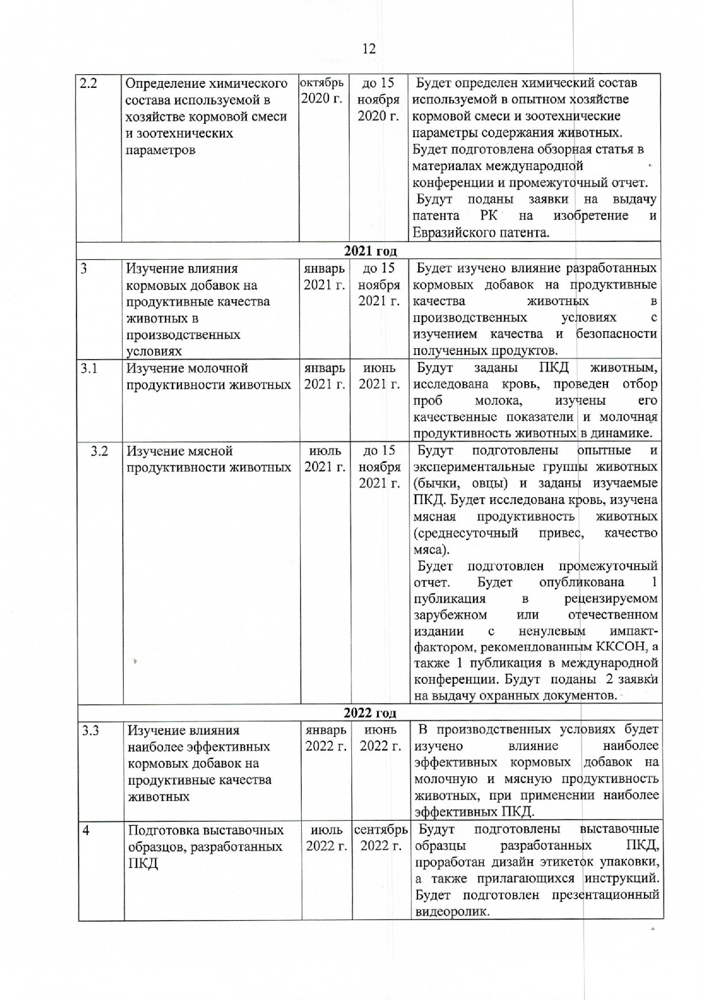 12
2.2
Определение химического
состава используемой в
хозяйстве кормовой смеси
и зоотехнических
параметров
октябрь
2020 г.
до 15
ноября
2020 г.
Будет определен химический состав
используемой в опытном хозяйстве
кормовой смеси и зоотехнические
параметры содержания животных.
Будет подготовлена обзорная статья в
материалах международной
конференции и промежуточный отчет.
Будут поданы заявки на выдачу
патента РК на изобретение и
Евразийского патента.
2021 год
3
Изучение влияния
кормовых добавок на
продуктивные качества
животных в
производственных
условиях
январь
2021 г.
до 15
ноября
2021 г.
Будет изучено влияние разработанных
кормовых добавок на продуктивные
качества животных в
производственных условиях с
изучением качества и безопасности
полученных продуктов.
3.1
Изучение молочной
продуктивности животных
январь
2021 г.
июнь
2021 г.
Будут заданы ПКД животным,
исследована кровь, проведен отбор
проб молока, изучены его
качественные показатели и молочная
продуктивность животных в динамике.
3.2
Изучение мясной
продуктивности животных
июль
2021 г.
до 15
ноября
2021 г.
Будут подготовлены опытные и
экспериментальные группы животных
(бычки, овцы) и заданы изучаемые
ПКД. Будет исследована кровь, изучена
мясная продуктивность животных
(среднесуточный привес, качество
мяса).
Будет подготовлен промежуточный
отчет. Будет опубликована 1
публикация в рецензируемом
зарубежном или отечественном
издании с ненулевым импакт-
фактором, рекомендованным ККСОН, а
также 1 публикация в международной
конференции. Будут поданы 2 заявки
на выдачу охранных документов.
2022 год
3.3
Изучение влияния
наиболее эффективных
кормовых добавок на
продуктивные качества
животных
январь
2022 г.
июнь
2022 г.
В производственных условиях будет
изучено влияние наиболее
эффективных кормовых добавок на
молочную и мясную продуктивность
животных, при применении наиболее
эффективных ПКД.
4
Подготовка выставочных
образцов, разработанных
ПКД
июль
2022 г.
сентябрь
2022 г.
Будут подготовлены выставочные
образцы разработанных ПКД,
проработан дизайн этикеток упаковки,
а также прилагающихся инструкций.
Будет подготовлен презентационный
видеоролик.